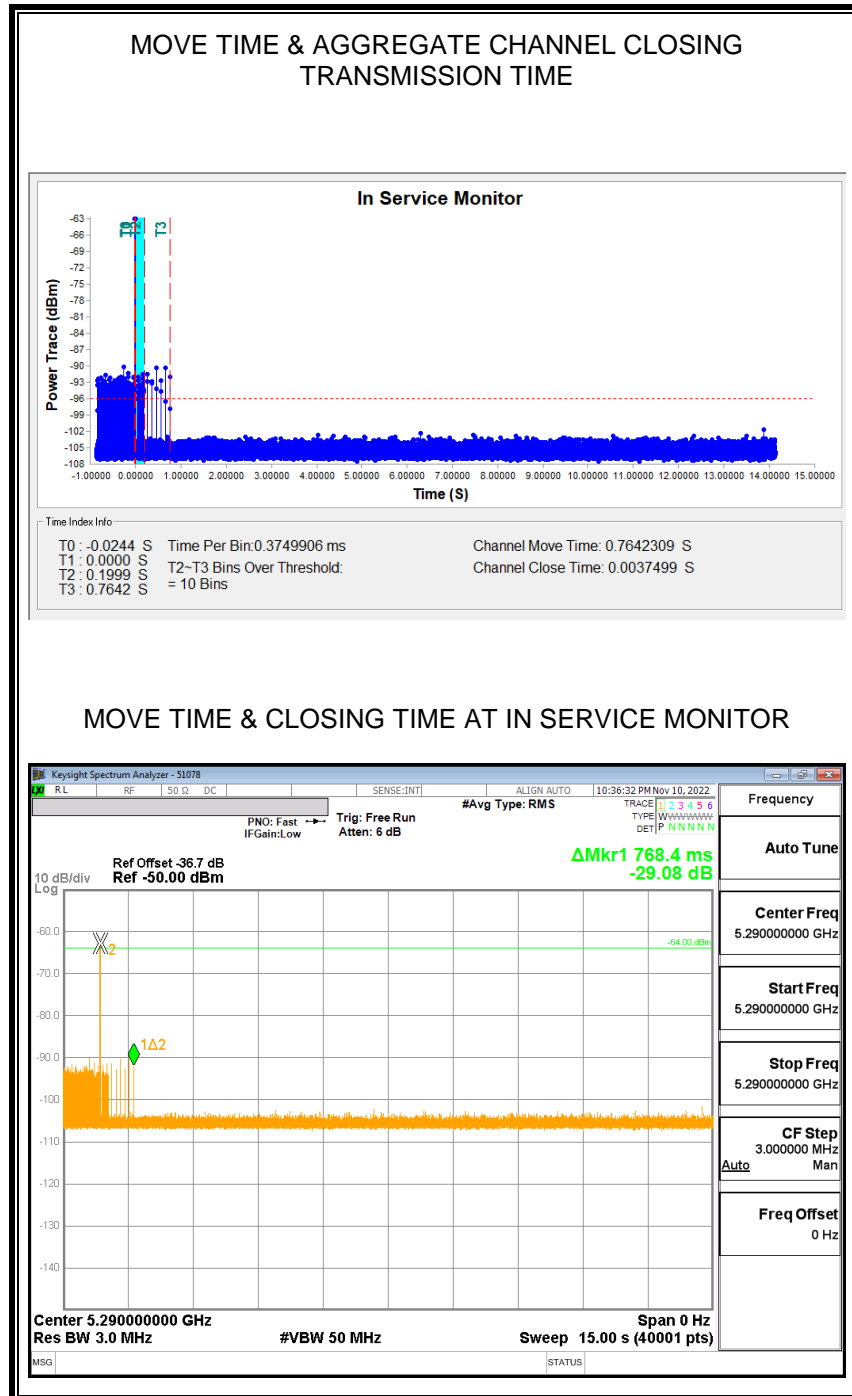 MOVE TIME & AGGREGATE CHANNEL CLOSING
TRANSMISSION TIME
In Service Monitor
T2 T3
Power Trace (dBm)
-63
-66
-69
-72
-75
-78
-81
-84
-87
-90
-93
-96
-99
-102
-105
-108
-1.00000 0.00000 1.00000 2.00000 3.00000 4.00000 5.00000 6.00000 7.00000 8.00000 9.00000 10.00000 11.00000 12.00000 13.00000 14.00000 15.00000
Time (S)
Time Index Info
T0 : -0.0244 S Time Per Bin:0.3749906 ms Channel Move Time: 0.7642309 S
T1 : 0.0000 S
T2 : 0.1999 S T2~T3 Bins Over Threshold: Channel Close Time: 0.0037499 S
T3 : 0.7642 S = 10 Bins
MOVE TIME & CLOSING TIME AT IN SERVICE MONITOR
Keysight Spectrum Analyzer - 51078
LXI RL RF 50 Ω DC SENSE:INT ALIGN AUTO 10:36:32 PM Nov 10, 2022
#Avg Type: RMS TRACE 1 2 3 4 5 6
PNO: Fast Trig: Free Run TYPE WWWWWW
IFGain:Low Atten: 6 dB DET P N N N N N
ΔMkr1 768.4 ms
-29.08 dB
Ref Offset -36.7 dB
10 dB/div Ref -50.00 dBm
Log
-60.0
-70.0
-80.0
-90.0
-100
-110
-120
-130
-140
2
-64.00 dBm
1Δ2
Center 5.290000000 GHz Span 0 Hz
Res BW 3.0 MHz #VBW 50 MHz Sweep 15.00 s (40001 pts)
MSG STATUS
Frequency
Auto Tune
Center Freq
5.290000000 GHz
Start Freq
5.290000000 GHz
Stop Freq
5.290000000 GHz
CF Step
3.000000 MHz
Auto Man
Freq Offset
0 Hz